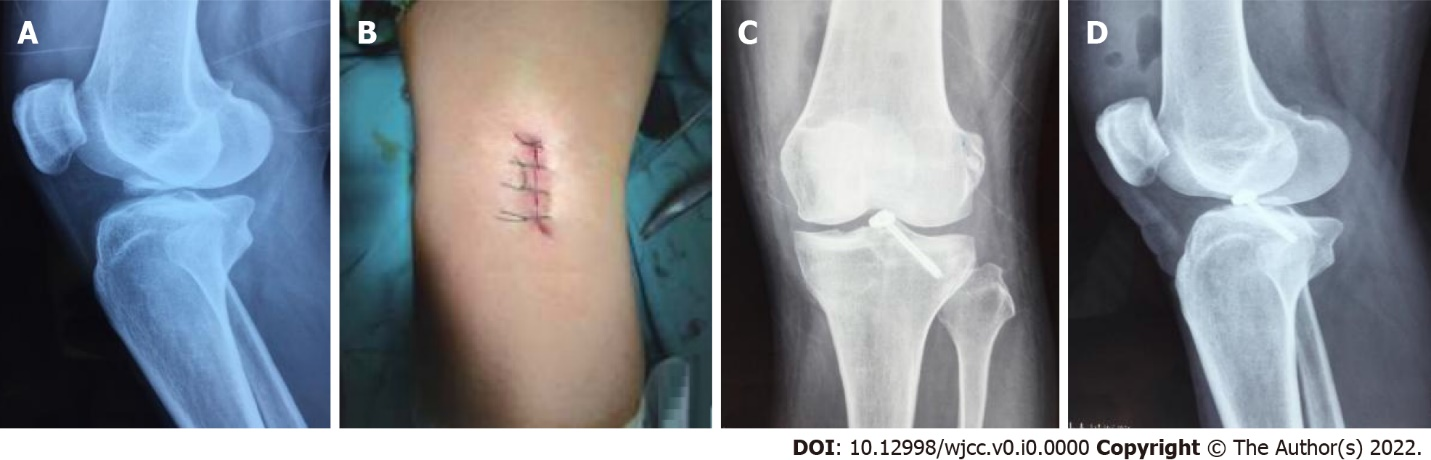 A
B
C
D
DOI: 10.12998/wjcc.v0.i0.0000 Copyright © The Author(s) 2022.